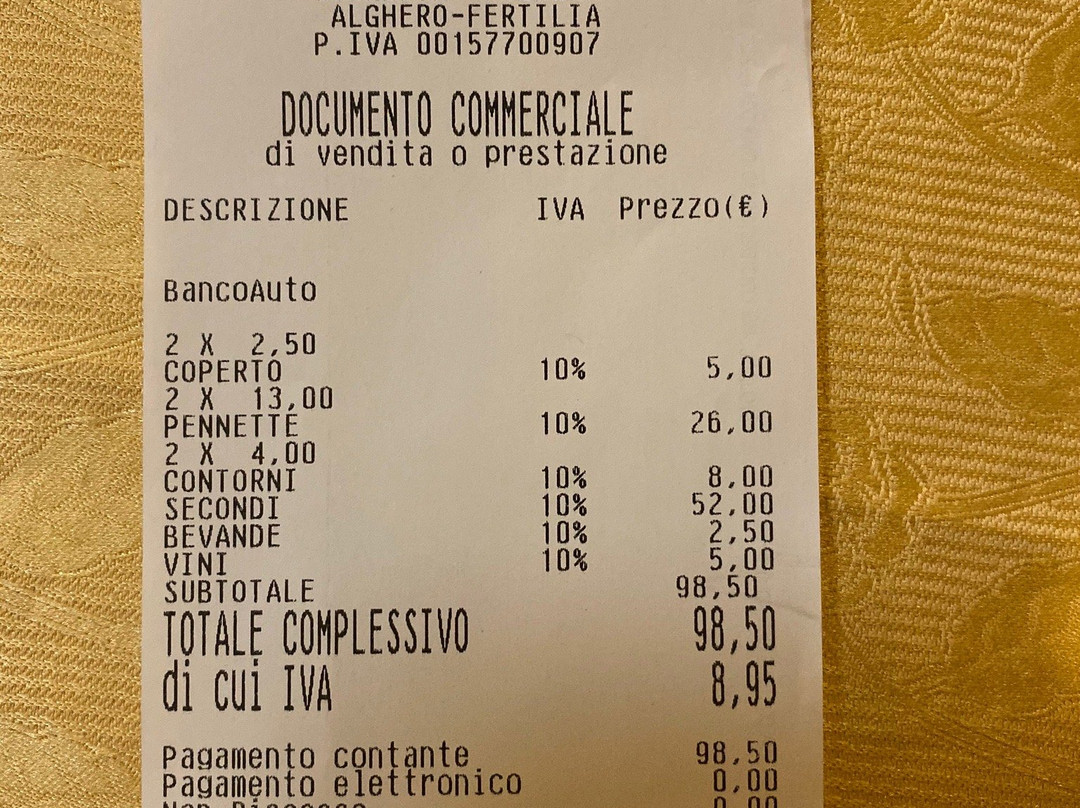 ALGHERO-FERTILIA
P.IVA 00157700907
DOCUMENTO COMMERCIALE
di vendita o prestazione
DESCRIZIONE IVA Prezzo(€)
BancoAuto
2 X 2,50
COPERTO 10% 5,00
2 X 13,00
PENNETTE 10% 26,00
2 X 4,00
CONTORNI 10% 8,00
SECONDI 10% 52,00
BEVANDE 10% 2,50
VINI 10% 5,00
SUBTOTALE 98,50
TOTALE COMPLESSIVO 98,50
di cui IVA 8,95
Pagamento contante 98,50
Pagamento elettronico 0,00
Non 0,00